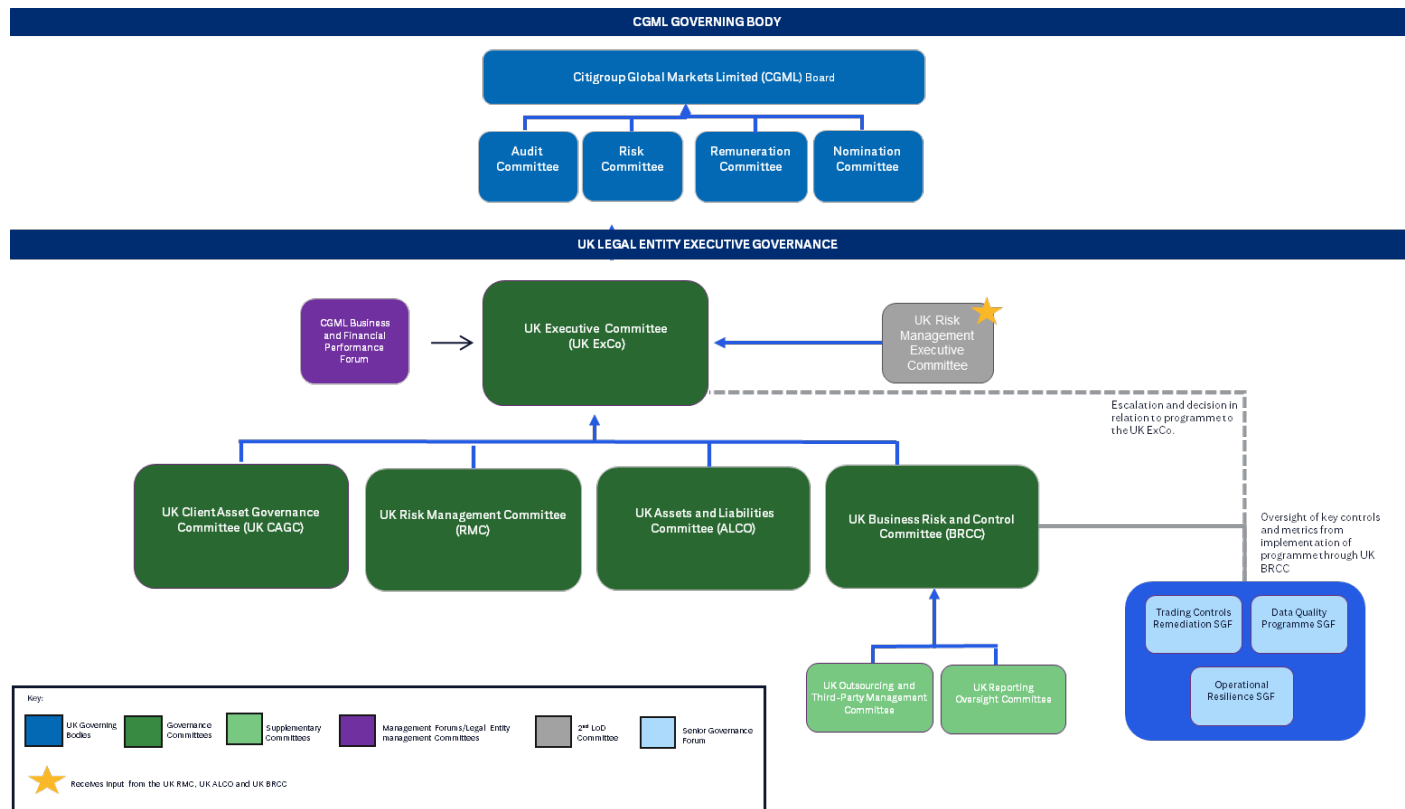 CGML GOVERNING BODY
Citigroup Global Markets Limited (CGML) Board
Audit
Committee
Risk
Committee
Remuneration
Committee
Nomination
Committee
UK LEGAL ENTITY EXECUTIVE GOVERNANCE
CGML Business
and Financial
Performance
Forum
UK Executive Committee
(UK ExCo)
UK Risk
Management
Executive
Committee
Escalation and decision in
relation to programme to
the UK ExCo.
UK Client Asset Governance
Committee (UK CAGC)
UK Risk Management Committee
(RMC)
UK Assets and Liabilities
Committee (ALCO)
UK Business Risk and Control
Committee (BRCC)
Oversight of key controls
and metrics from
implementation of
programme through UK
BRCC
Trading Controls
Remediation SGF
Data Quality
Programme SGF
Operational
Resilience SGF
UK Outsourcing and
Third-Party Management
Committee
UK Reporting
Oversight Committee
Key:
UK Governing
Bodies
Governance
Committees
Supplementary
Committees
Management Forums/Legal Entity
management Committees
2nd LoD
Committee
Senior Governance
Forum
Receives Input from the UK RMC, UK ALCO and UK BRCC